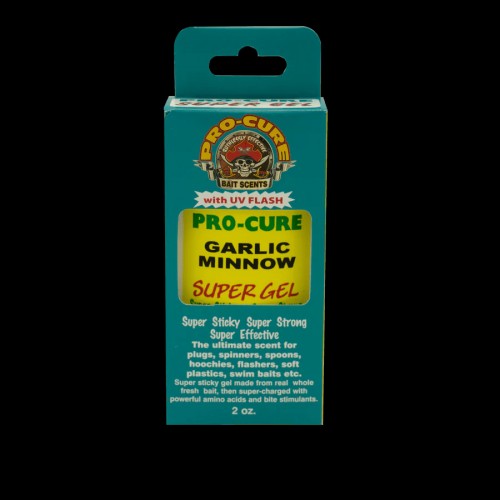 PRO-CURE
SUPER GEL
PRO-CURE
BAIT SCENTS
with UV FLASH
PRO-CURE
GARLIC
MINNOW
SUPER GEL
Super Sticky Super Strong
Super Effective
The ultimate scent for
plugs, spinners, spoons,
hoochies, flashers, soft
plastics, swim baits etc.
Super sticky gel made from real whole
fresh bait, then super-charged with
powerful amino acids and bite stimulants.
2 oz.